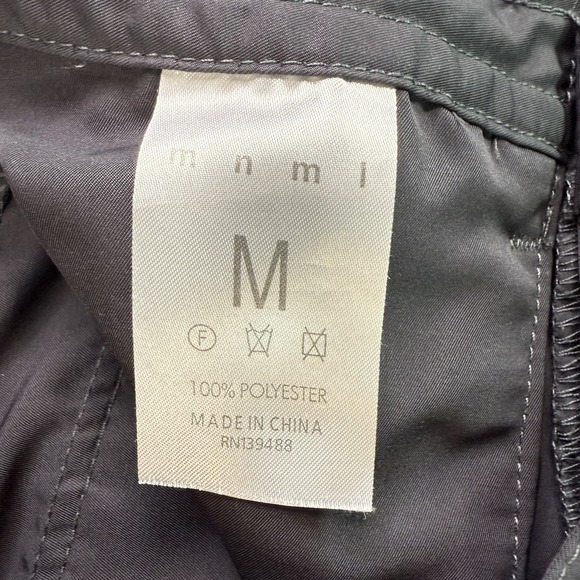 m n m l
M
F
100% POLYESTER
MADE IN CHINA
RN139488